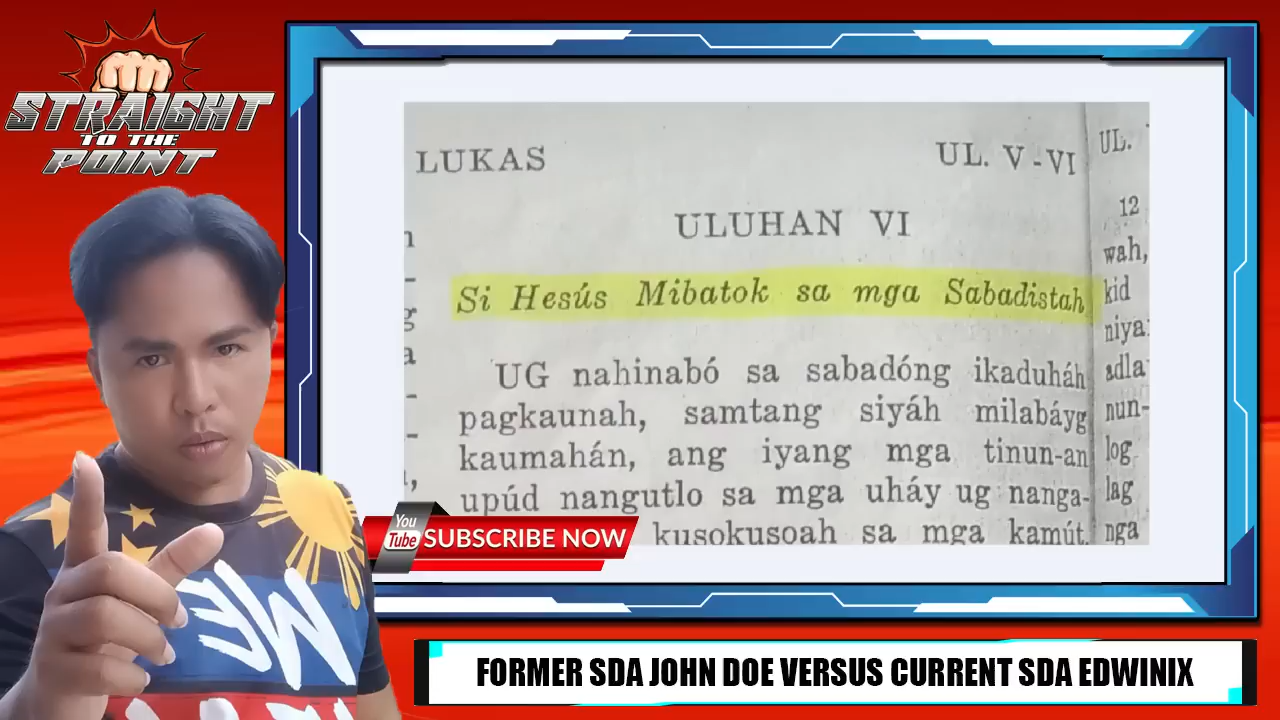 STRAIGHT
TO THE
POINT
LUKAS
UL. V-VI
UL.
ULUHAN VI
Si Hesús Mibatok sa mga Sabadistah
UG nahinabó sa sabadóng ikaduháh
pagkaunah, samtang siyáh milabáyg
kaumahán, ang iyang mga tinun-an
upúd nangutlo sa mga uháy ug nanga-
kusokusoah sa mga kamút.
12
wah,
kid
niya
adla
nun-
log
lag
nga
You
Tube
SUBSCRIBE NOW
ME
FORMER SDA JOHN DOE VERSUS CURRENT SDA EDWINIX